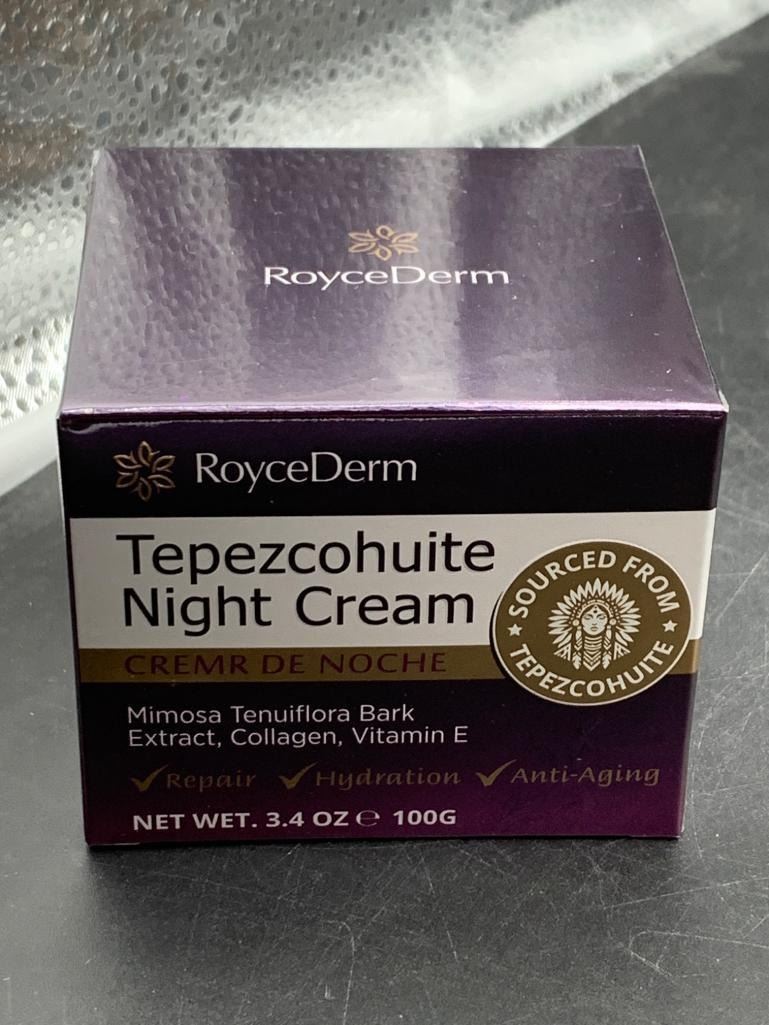 RoyceDerm
RoyceDerm
Tepezcohuite
Night Cream
CREMR DE NOCHE
SOURCED FROM
TEPEZCOHUITE
Mimosa Tenuiflora Bark
Extract, Collagen, Vitamin E
Repair Hydration Anti-Aging
NET WET. 3.4 OZ ℮ 100G